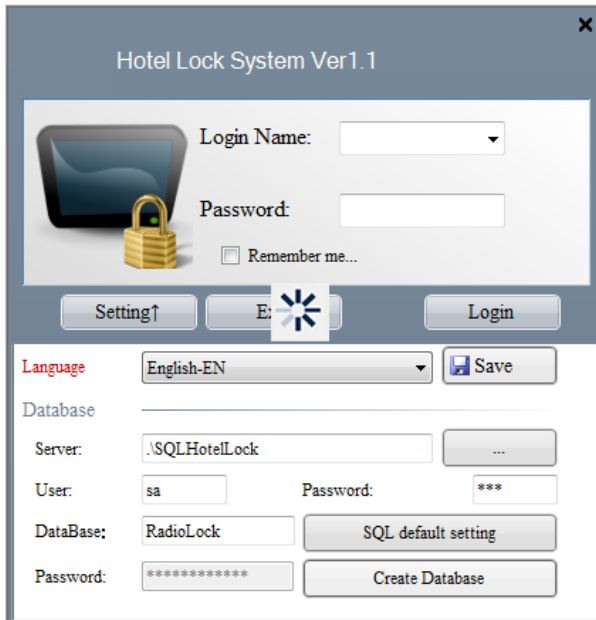 Hotel Lock System Ver1.1
Login Name:
Password:
Remember me...
Setting↑
Login
Language English-EN Save
Database
Server: .\SQLHotelLock ...
User: sa Password: ***
DataBase: RadioLock SQL default setting
Password: ************ Create Database